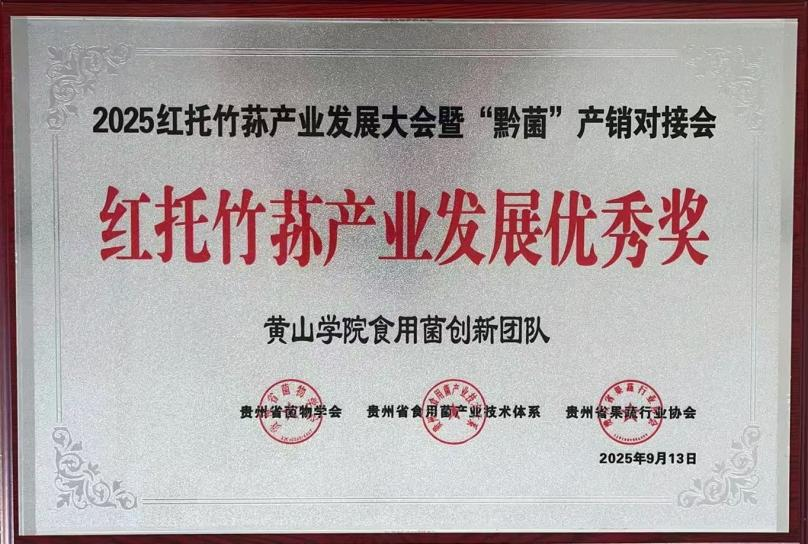 2025红托竹荪产业发展大会暨“黔菌”产销对接会
红托竹荪产业发展优秀奖
黄山学院食用菌创新团队
贵州省菌物学会 贵州省食用菌产业技术体系 贵州省果蔬行业协会
2025年9月13日